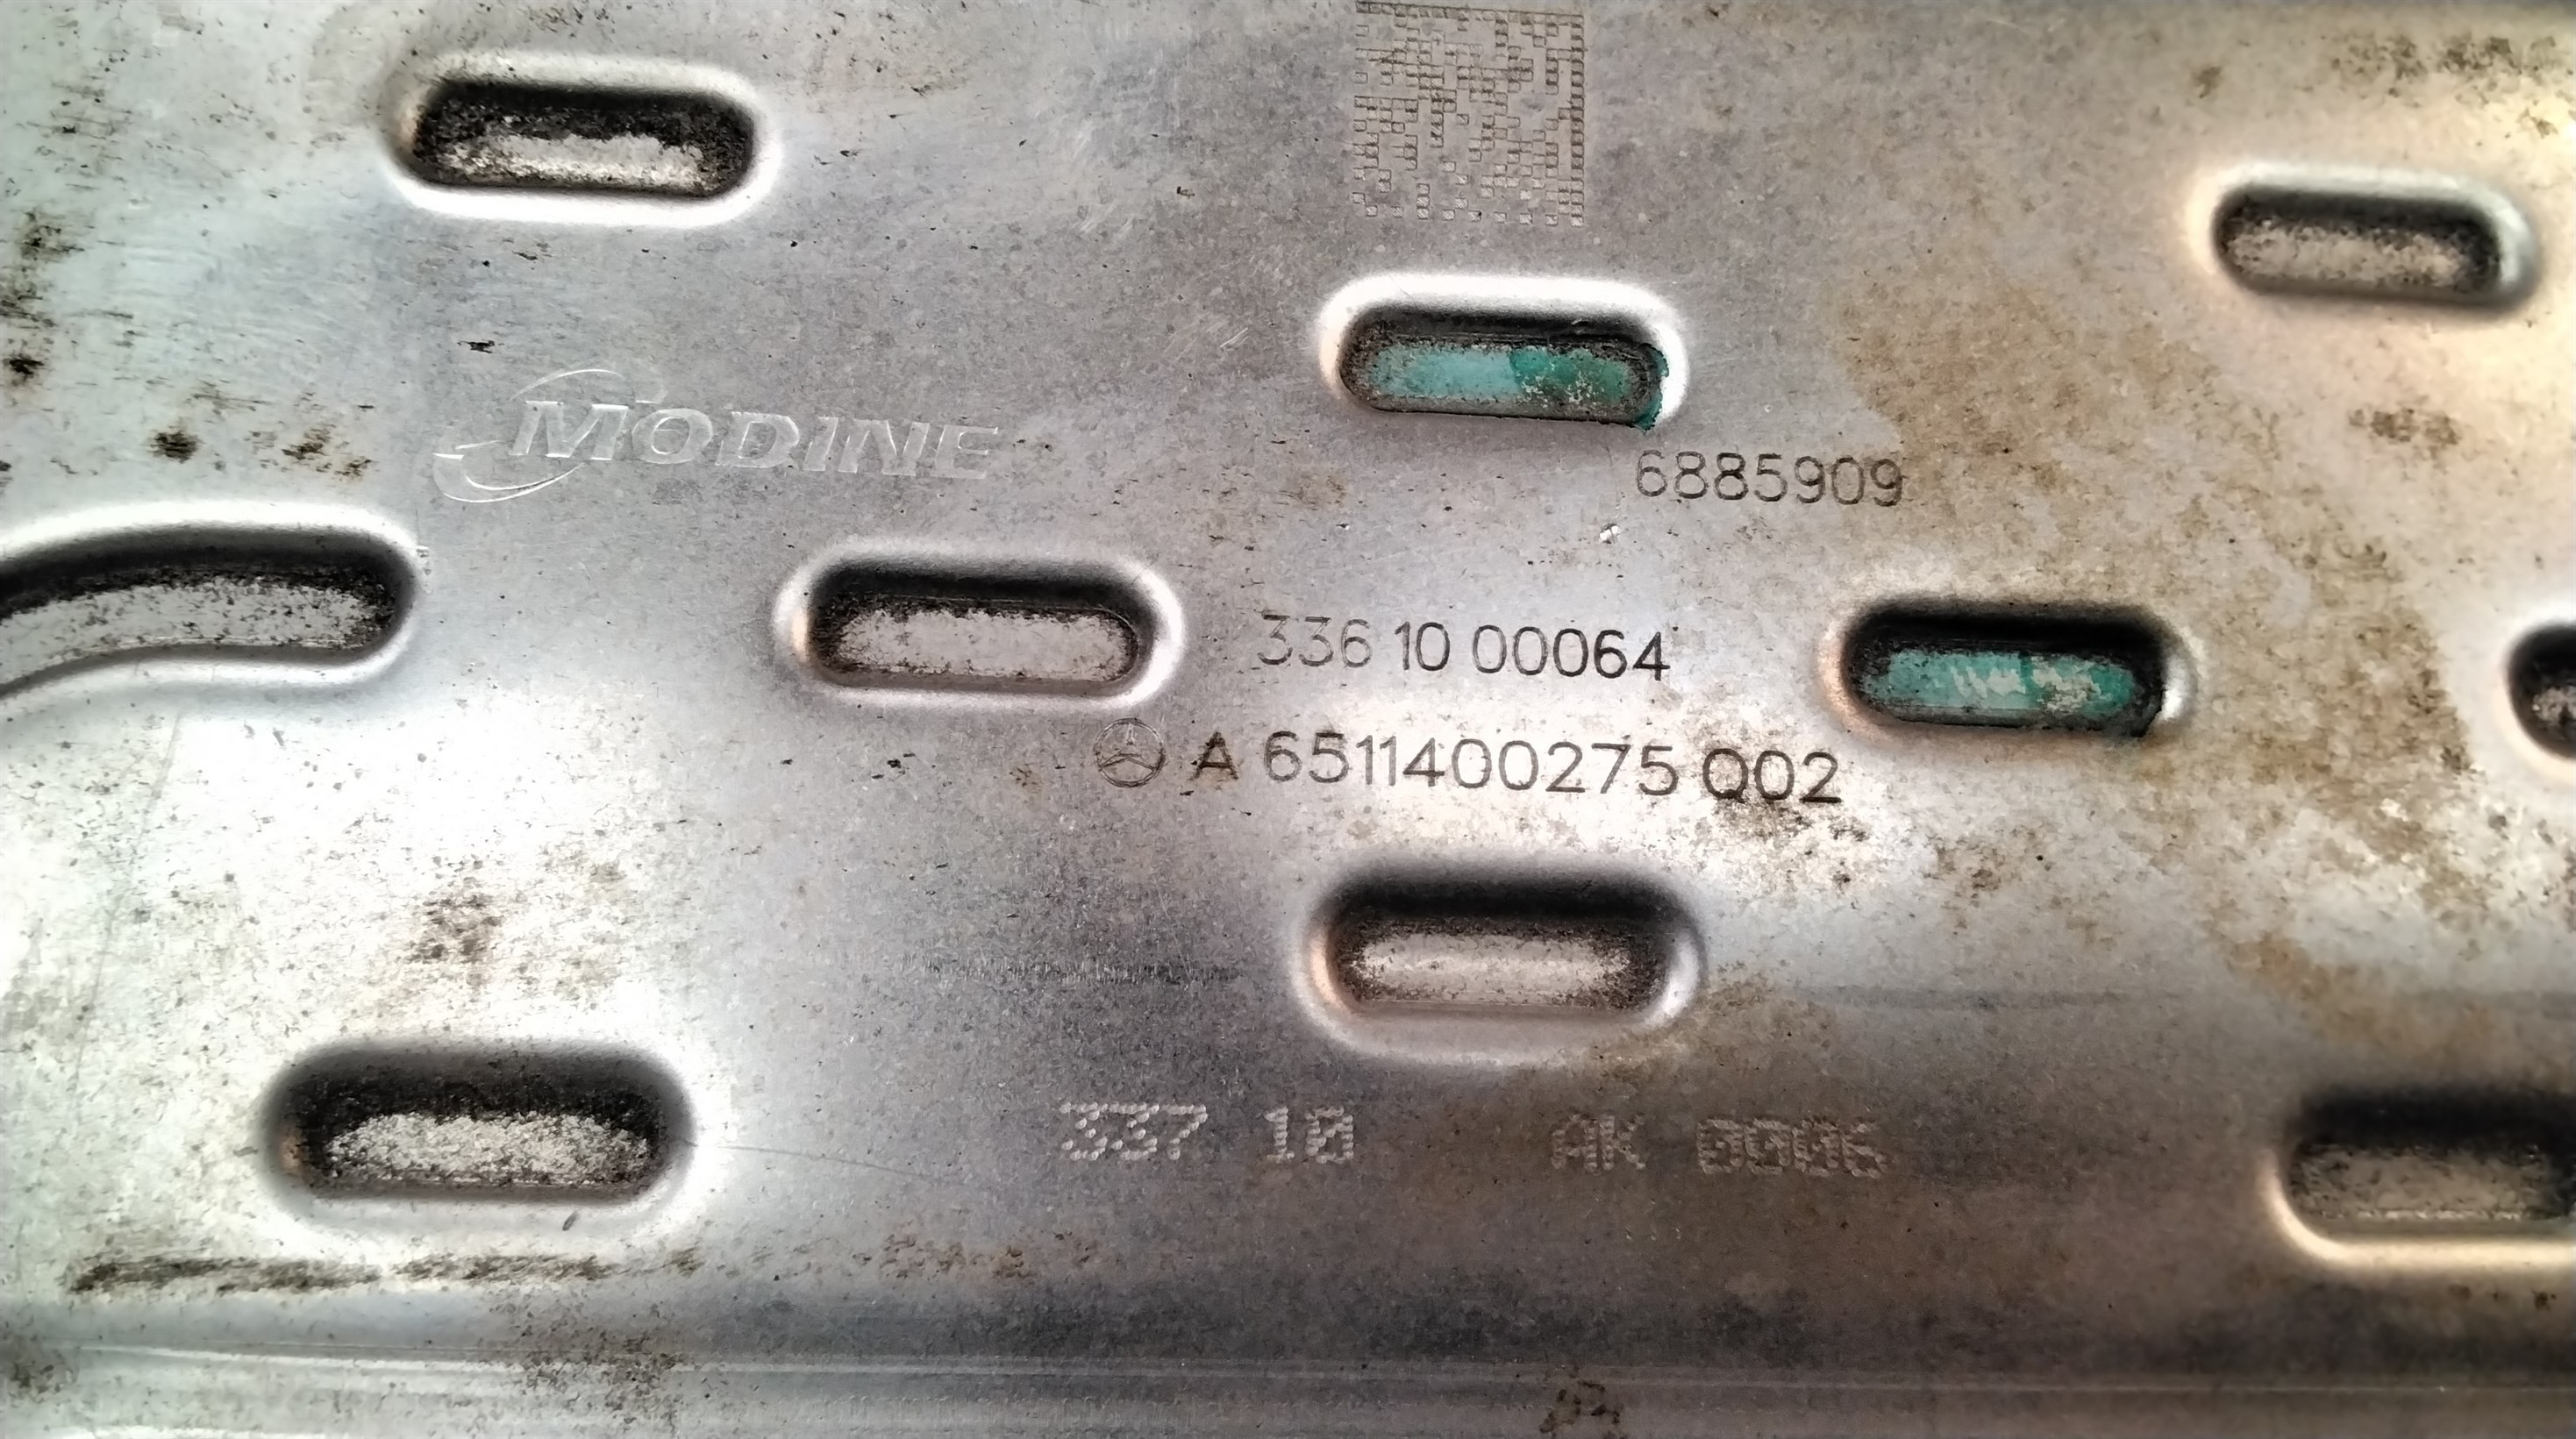 MODINE
6885909
336 10 00064
A 6511400275 Q02
337 10 AK 0006